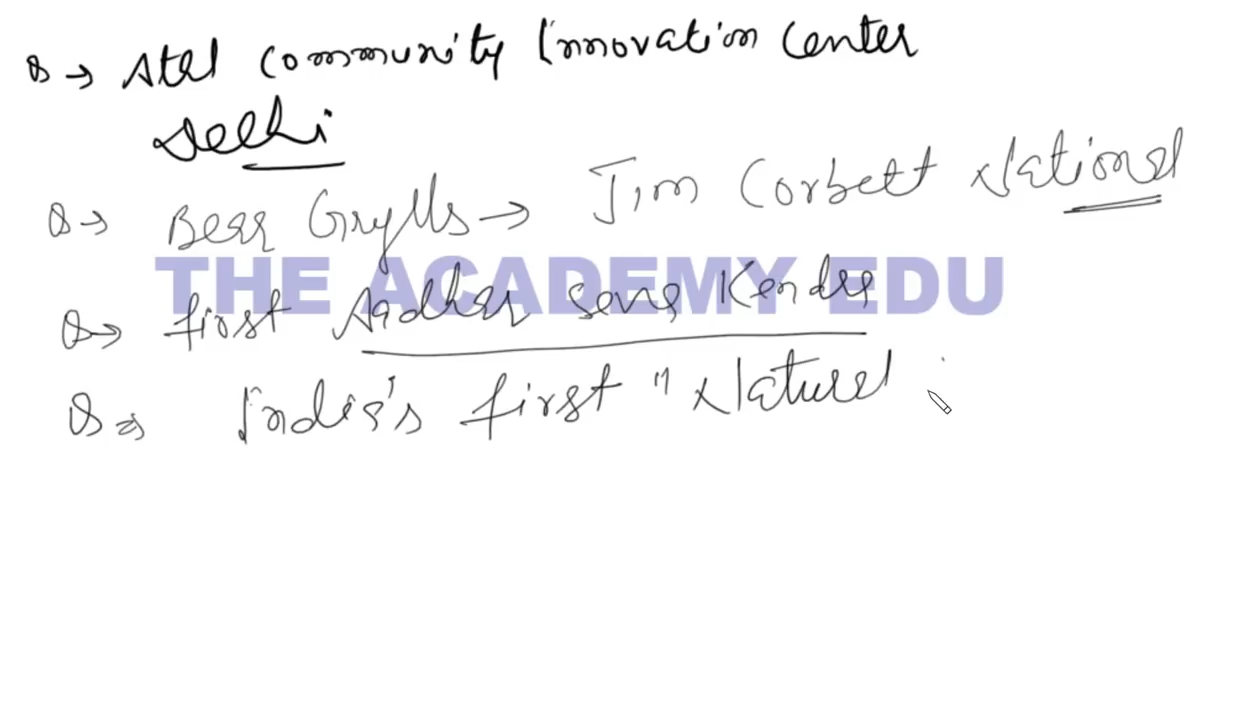 Q → Atal Community Innovation Center
Delhi
Q → Bear Grylls → Jim Corbett National
THE ACADEMY EDU
Q → first Aadhar seva Kendra
Q → India's first " Natural